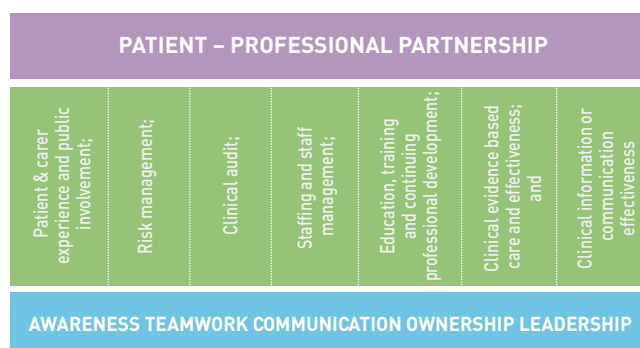 PATIENT – PROFESSIONAL PARTNERSHIP
Patient & carer
experience and public
involvement;
Risk management;
Clinical audit;
Staffing and staff
management;
Education, training
and continuing
professional development;
Clinical evidence based
care and effectiveness;
and
Clinical information or
communication
effectiveness
AWARENESS TEAMWORK COMMUNICATION OWNERSHIP LEADERSHIP